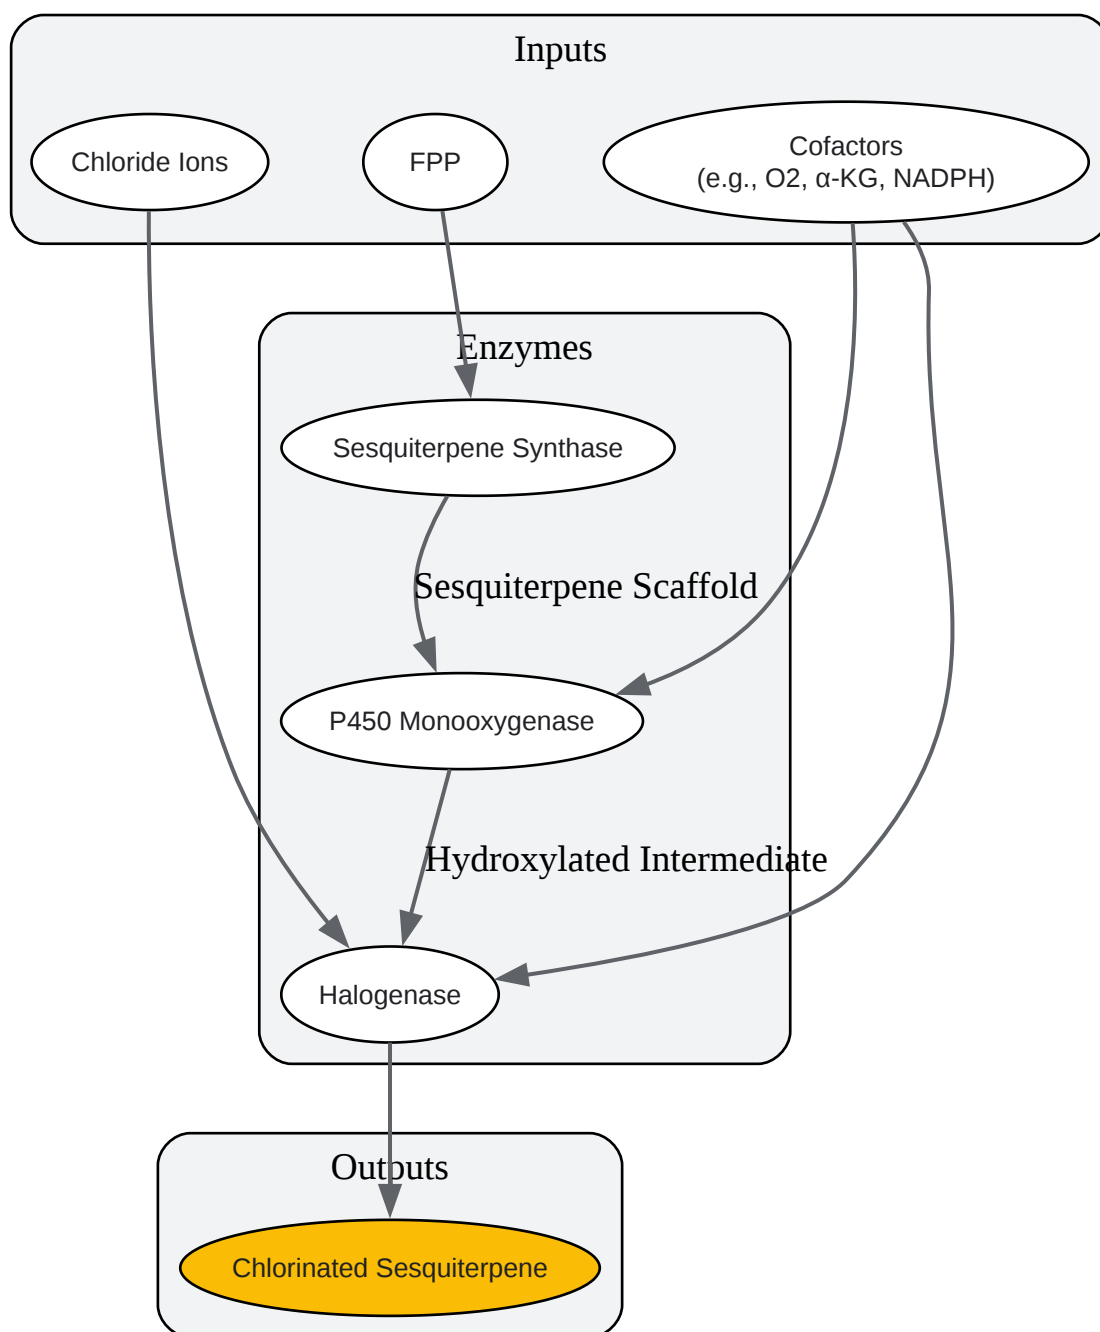 Inputs
Chloride Ions
FPP
Cofactors
(e.g., O2, α-KG, NADPH)
Enzymes
Sesquiterpene Synthase
Sesquiterpene Scaffold
P450 Monooxygenase
Hydroxylated Intermediate
Halogenase
Outputs
Chlorinated Sesquiterpene